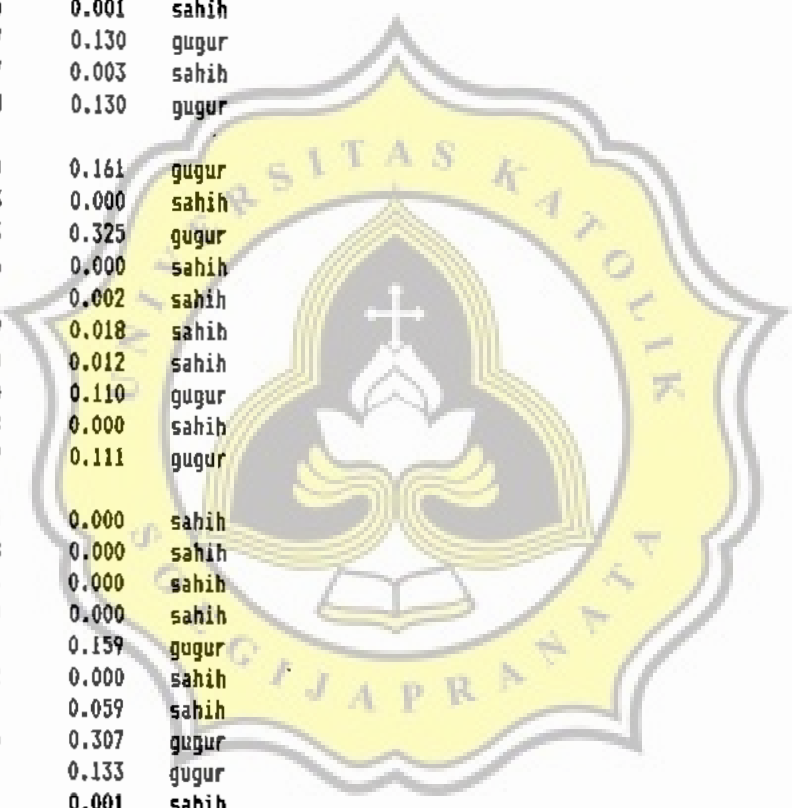 0.001 sahih
0.130 gugur
0.003 sahih
0.130 gugur
0.161 gugur
0.000 sahih
0.325 gugur
0.000 sahih
0.002 sahih
0.018 sahih
0.012 sahih
0.110 gugur
0.000 sahih
0.111 gugur
0.000 sahih
0.000 sahih
0.000 sahih
0.000 sahih
0.159 gugur
0.000 sahih
0.059 sahih
0.307 gugur
0.133 gugur
0.001 sahih
UNIVERSITAS KATOLIK
SOEGIJAPRANATA